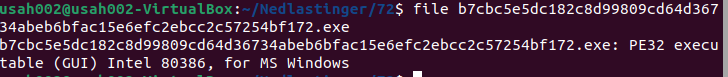 usah002@usah002-VirtualBox:~/Nedlastinger/72$ file b7cbc5e5dc182c8d99809cd64d367
34abeb6bfac15e6efc2ebcc2c57254bf172.exe
b7cbc5e5dc182c8d99809cd64d36734abeb6bfac15e6efc2ebcc2c57254bf172.exe: PE32 execu
table (GUI) Intel 80386, for MS Windows